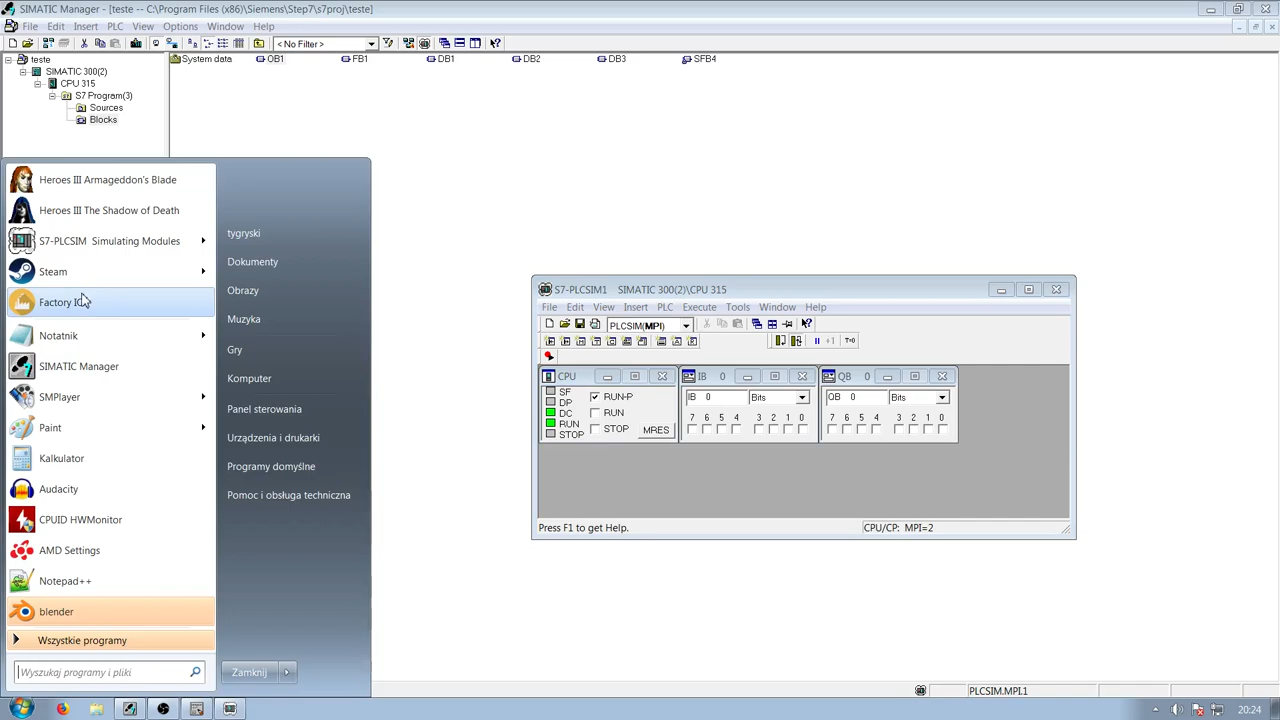 SIMATIC Manager - [teste -- C:\Program Files (x86)\Siemens\Step7\s7proj\teste]
File Edit Insert PLC View Options Window Help
< No Filter >
teste
SIMATIC 300(2)
CPU 315
S7 Program(3)
Sources
Blocks
System data OB1 FB1 DB1 DB2 DB3 SFB4
Heroes III Armageddon's Blade
Heroes III The Shadow of Death
S7-PLCSIM Simulating Modules
Steam
Factory IO
Notatnik
SIMATIC Manager
SMPlayer
Paint
Kalkulator
Audacity
CPUID HWMonitor
AMD Settings
Notepad++
blender
Wszystkie programy
Wyszukaj programy i pliki
tygryski
Dokumenty
Obrazy
Muzyka
Gry
Komputer
Panel sterowania
Urządzenia i drukarki
Programy domyślne
Pomoc i obsługa techniczna
Zamknij
S7-PLCSIM1 SIMATIC 300(2)\CPU 315
File Edit View Insert PLC Execute Tools Window Help
PLCSIM(MPI)
+1 T=0
CPU
SF
DP
DC
RUN
STOP
RUN-P
RUN
STOP
MRES
IB 0
IB 0 Bits
7 6 5 4 3 2 1 0
QB 0
QB 0 Bits
7 6 5 4 3 2 1 0
Press F1 to get Help.
CPU/CP: MPI=2
PLCSIM.MPI.1
20:24